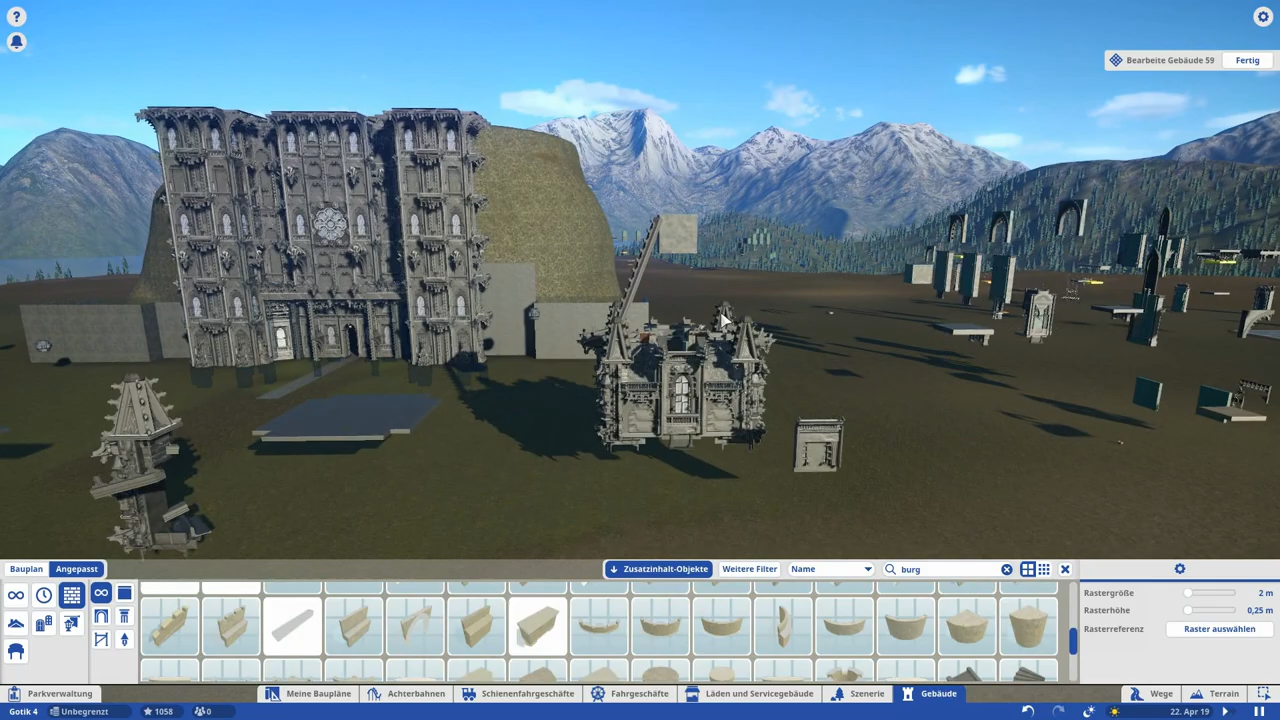 ?
Bearbeite Gebäude 59 Fertig
Bauplan Angepasst Zusatzinhalt-Objekte Weitere Filter Name burg
Rastergröße 2 m
Rasterhöhe 0,25 m
Rasterreferenz Raster auswählen
Parkverwaltung Meine Baupläne Achterbahnen Schienenfahrgeschäfte Fahrgeschäfte Läden und Servicegebäude Szenerie Gebäude Wege Terrain
Gotik 4 Unbegrenzt 1058 0 22. Apr 19